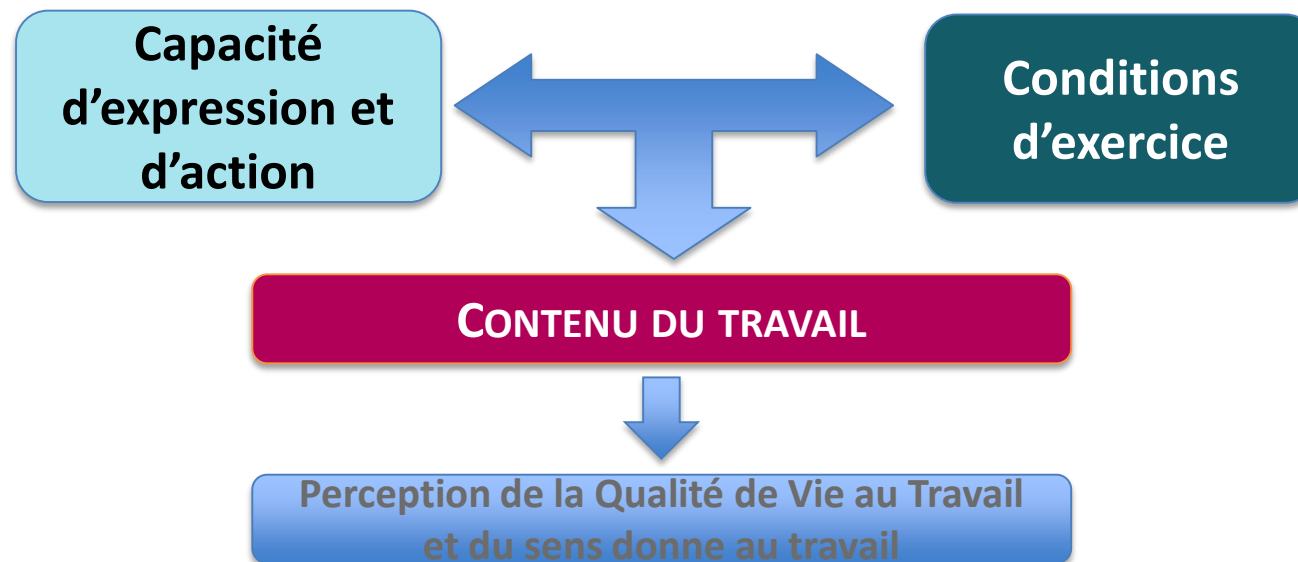 Capacité
d’expression et
d’action
Conditions
d’exercice
CONTENU DU TRAVAIL
Perception de la Qualité de Vie au Travail
et du sens donne au travail